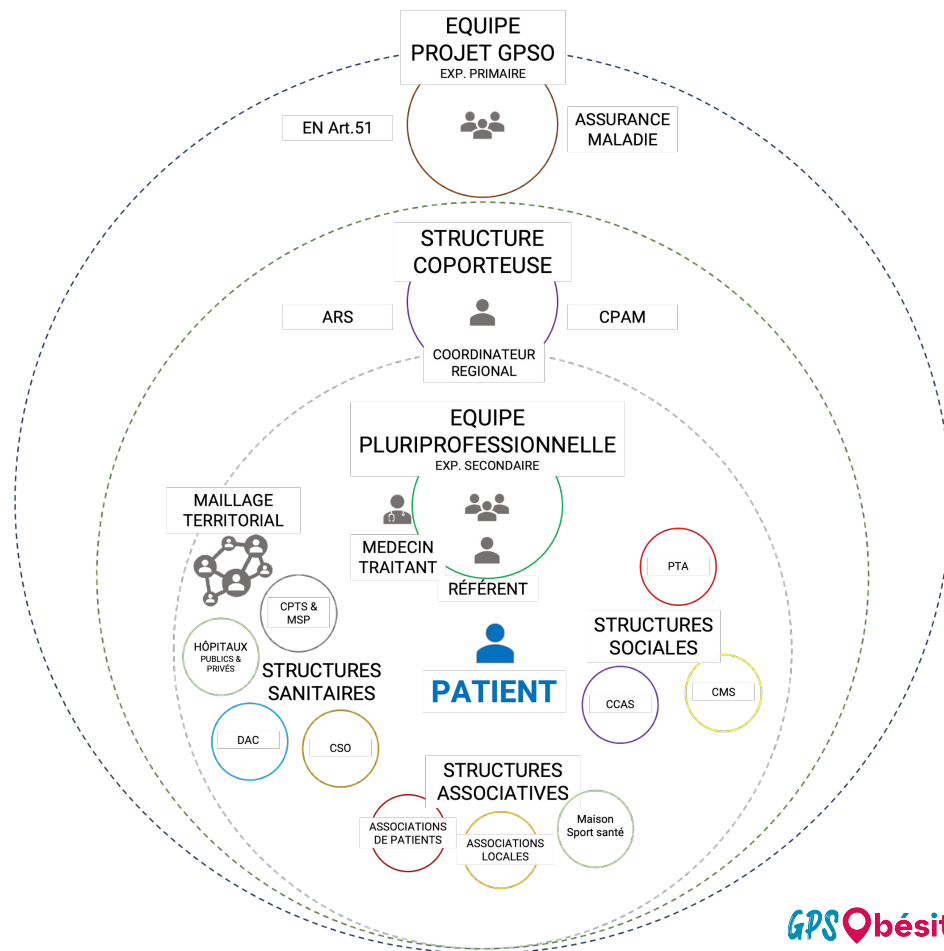 EQUIPE
PROJET GPSO
EXP. PRIMAIRE
EN Art.51
ASSURANCE
MALADIE
STRUCTURE
COPORTEUSE
ARS
CPAM
COORDINATEUR
REGIONAL
EQUIPE
PLURIPROFESSIONNELLE
EXP. SECONDAIRE
MAILLAGE
TERRITORIAL
MEDECIN
TRAITANT
RÉFÉRENT
PTA
CPTS &
MSP
HÔPITAUX
PUBLICS &
PRIVÉS
STRUCTURES
SANITAIRES
STRUCTURES
SOCIALES
PATIENT
CCAS
CMS
DAC
CSO
STRUCTURES
ASSOCIATIVES
ASSOCIATIONS
DE PATIENTS
ASSOCIATIONS
LOCALES
Maison
Sport santé
GPS Obésit